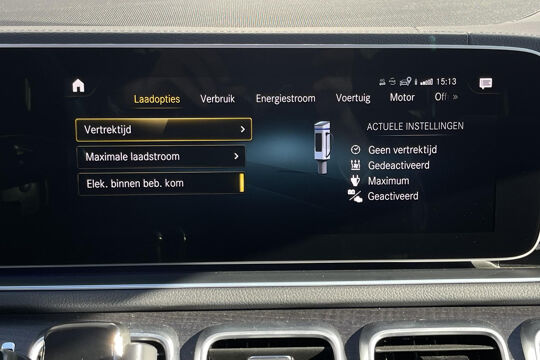 15:13
Laadopties Verbruik Energiestroom Voertuig Motor Off »
Vertrektijd
Maximale laadstroom
Elek. binnen beb. kom
ACTUELE INSTELLINGEN
Geen vertrektijd
Gedeactiveerd
Maximum
Geactiveerd